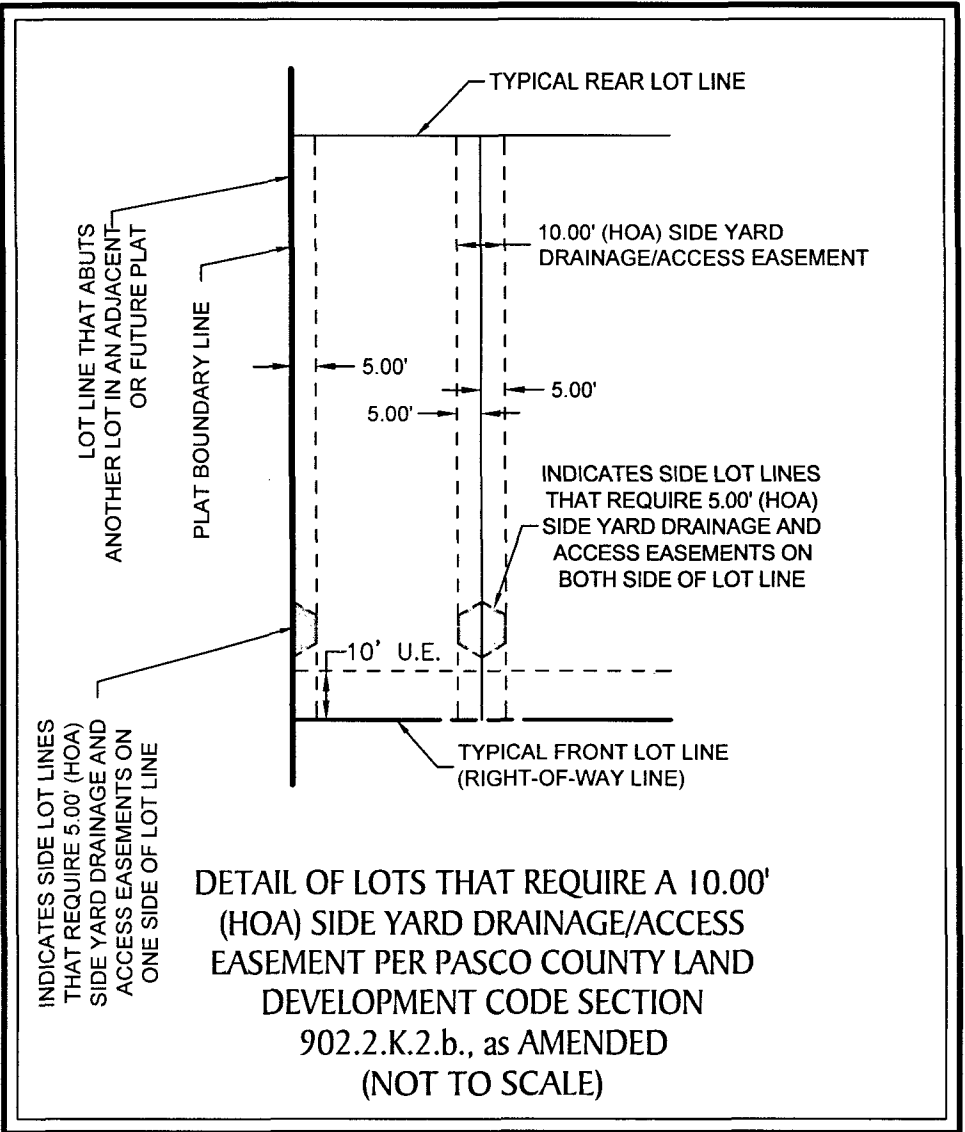 TYPICAL REAR LOT LINE
LOT LINE THAT ABUTS
ANOTHER LOT IN AN ADJACENT
OR FUTURE PLAT
PLAT BOUNDARY LINE
10.00' (HOA) SIDE YARD
DRAINAGE/ACCESS EASEMENT
5.00'
5.00'
5.00'
INDICATES SIDE LOT LINES
THAT REQUIRE 5.00' (HOA)
SIDE YARD DRAINAGE AND
ACCESS EASEMENTS ON
BOTH SIDE OF LOT LINE
10' U.E.
TYPICAL FRONT LOT LINE
(RIGHT-OF-WAY LINE)
INDICATES SIDE LOT LINES
THAT REQUIRE 5.00' (HOA)
SIDE YARD DRAINAGE AND
ACCESS EASEMENTS ON
ONE SIDE OF LOT LINE
DETAIL OF LOTS THAT REQUIRE A 10.00'
(HOA) SIDE YARD DRAINAGE/ACCESS
EASEMENT PER PASCO COUNTY LAND
DEVELOPMENT CODE SECTION
902.2.K.2.b., as AMENDED
(NOT TO SCALE)